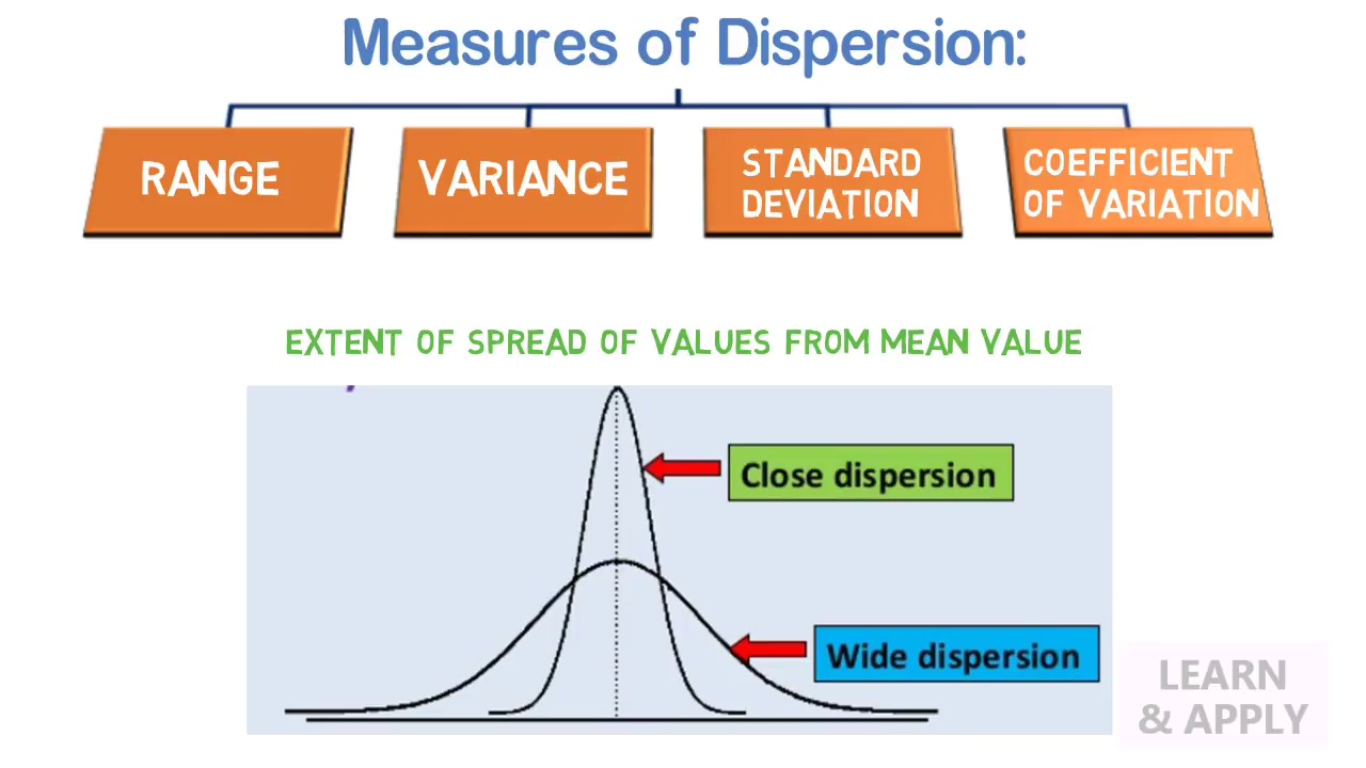 Measures of Dispersion:
RANGE
VARIANCE
STANDARD
DEVIATION
COEFFICIENT
OF VARIATION
EXTENT OF SPREAD OF VALUES FROM MEAN VALUE
Close dispersion
Wide dispersion
LEARN
& APPLY